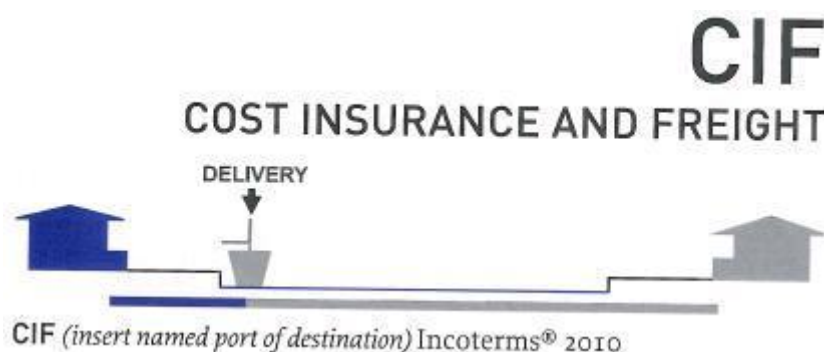 CIF
COST INSURANCE AND FREIGHT
DELIVERY
CIF (insert named port of destination) Incoterms® 2010